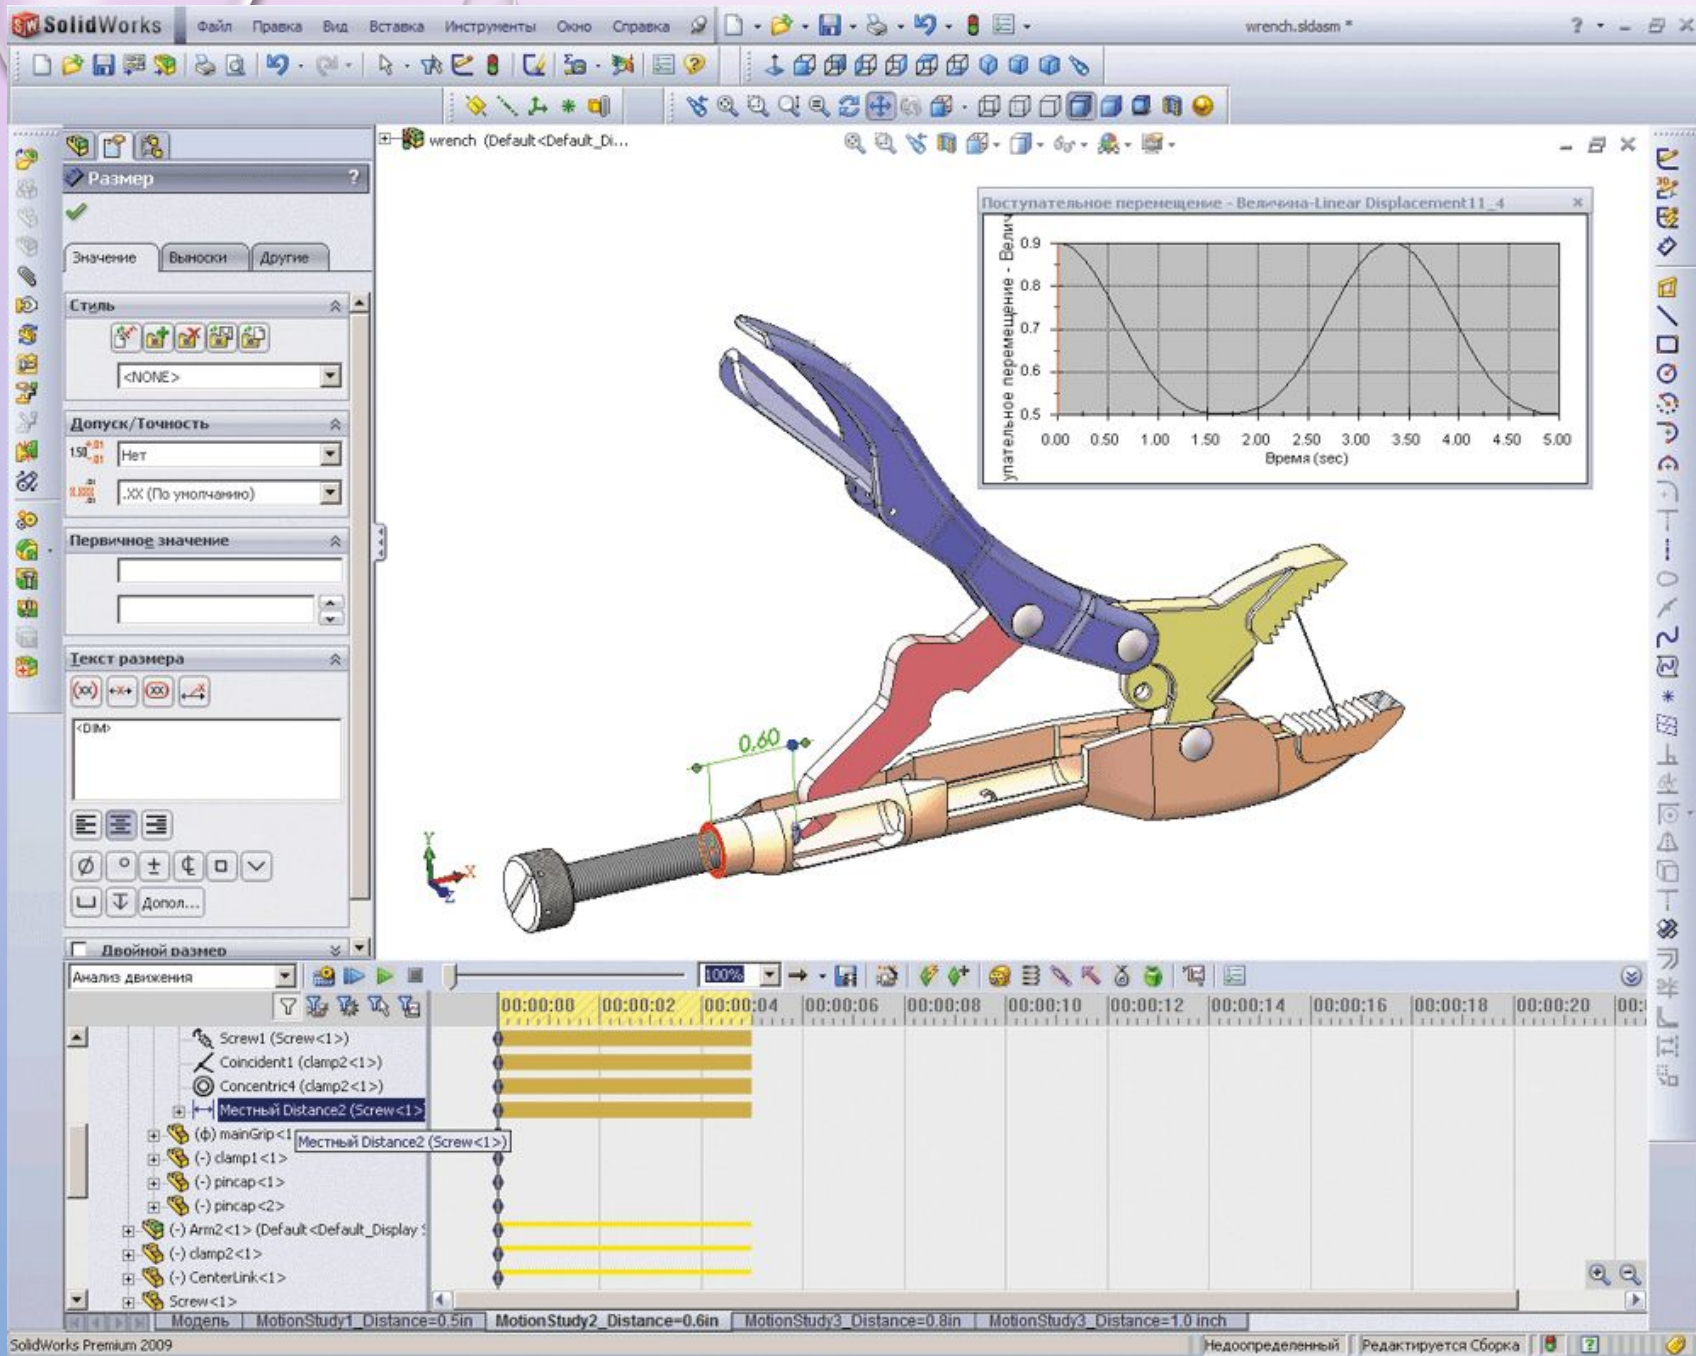 SolidWorks Файл Правка Вид Вставка Инструменты Окно Справка wrench.sldasm *
wrench (Default<Default_Di...
Размер ?
Значение Выноски Другие
Стиль
<NONE>
Допуск/Точность
Нет
.XX (По умолчанию)
Первичное значение
Текст размера
<DIM>
Допол...
Двойной размер
Поступательное перемещение - Величина-Linear Displacement11_4
упательное перемещение - Велич
0.9
0.8
0.7
0.6
0.5
0.00 0.50 1.00 1.50 2.00 2.50 3.00 3.50 4.00 4.50 5.00
Время (sec)
0,60
Y
X
Z
Анализ движения 100%
00:00:00 00:00:02 00:00:04 00:00:06 00:00:08 00:00:10 00:00:12 00:00:14 00:00:16 00:00:18 00:00:20 00:
Screw1 (Screw<1>)
Coincident1 (clamp2<1>)
Concentric4 (clamp2<1>)
Местный Distance2 (Screw<1>
(ф) mainGrip<1
Местный Distance2 (Screw<1>)
(-) clamp1<1>
(-) pincap<1>
(-) pincap<2>
(-) Arm2<1> (Default<Default_Display
(-) clamp2<1>
(-) CenterLink<1>
Screw<1>
Модель MotionStudy1_Distance=0.5in MotionStudy2_Distance=0.6in MotionStudy3_Distance=0.8in MotionStudy3_Distance=1.0 inch
SolidWorks Premium 2009 Недоопределенный Редактируется Сборка